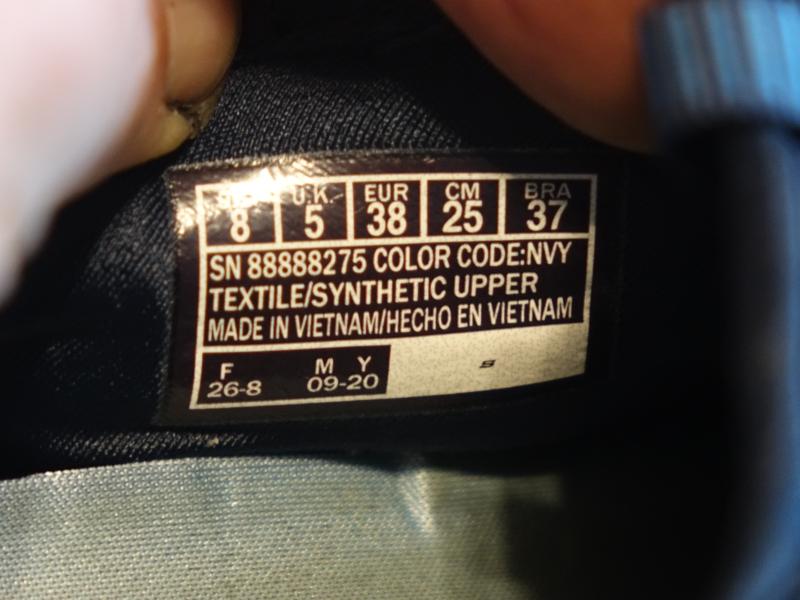 U.K. EUR CM BRA
8 5 38 25 37
SN 88888275 COLOR CODE:NVY
TEXTILE/SYNTHETIC UPPER
MADE IN VIETNAM/HECHO EN VIETNAM
F M Y
26-8 09-20
S